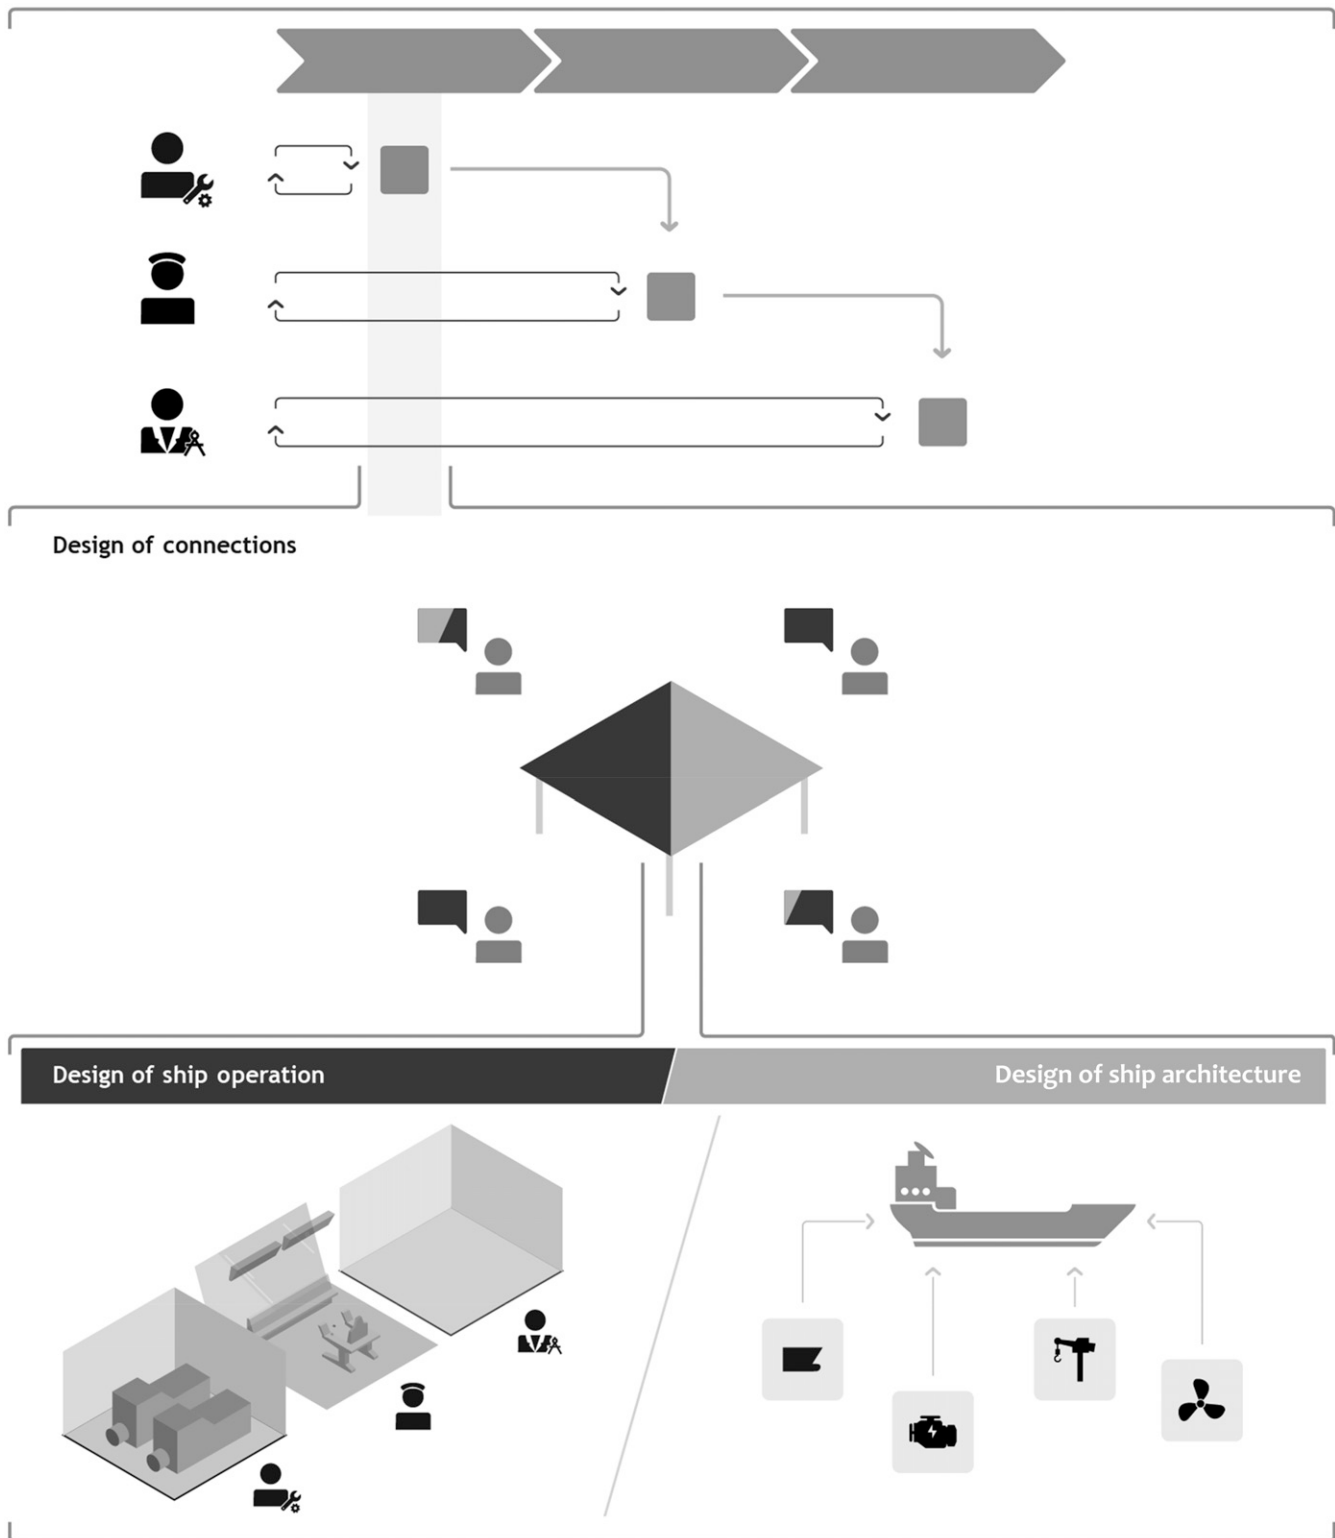 Design of connections
Design of ship operation
Design of ship architecture